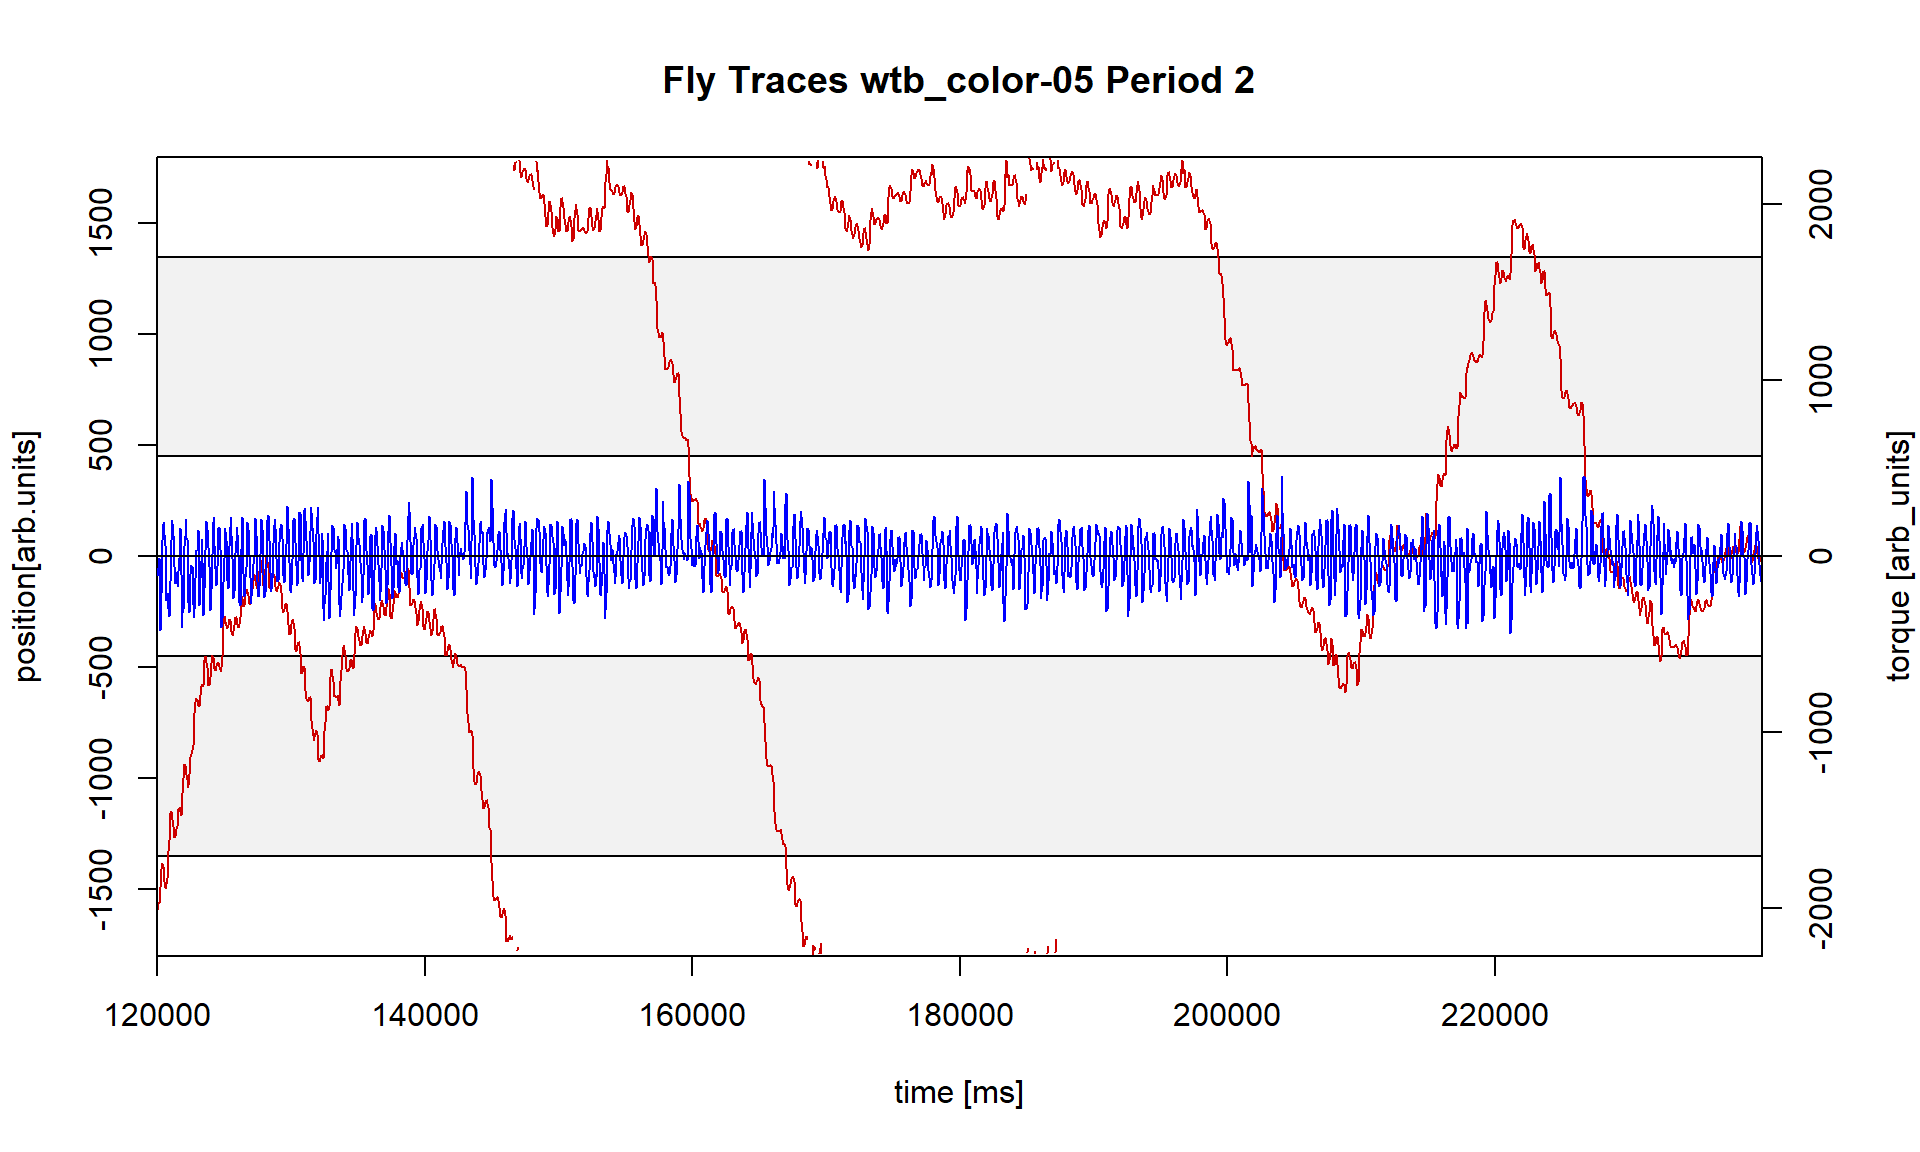 Fly Traces wtb_color-05 Period 2
position[arb.units]
1500
1000
500
0
-500
-1000
-1500
2000
1000
0
-1000
-2000
torque [arb_units]
120000 140000 160000 180000 200000 220000
time [ms]